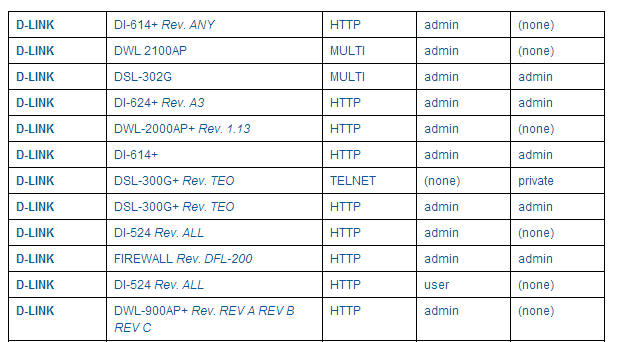 D-LINK DI-614+ Rev. ANY HTTP admin (none)
D-LINK DWL 2100AP MULTI admin (none)
D-LINK DSL-302G MULTI admin admin
D-LINK DI-624+ Rev. A3 HTTP admin admin
D-LINK DWL-2000AP+ Rev. 1.13 HTTP admin (none)
D-LINK DI-614+ HTTP admin admin
D-LINK DSL-300G+ Rev. TEO TELNET (none) private
D-LINK DSL-300G+ Rev. TEO HTTP admin admin
D-LINK DI-524 Rev. ALL HTTP admin (none)
D-LINK FIREWALL Rev. DFL-200 HTTP admin admin
D-LINK DI-524 Rev. ALL HTTP user (none)
D-LINK DWL-900AP+ Rev. REV A REV B HTTP admin (none)
REV C